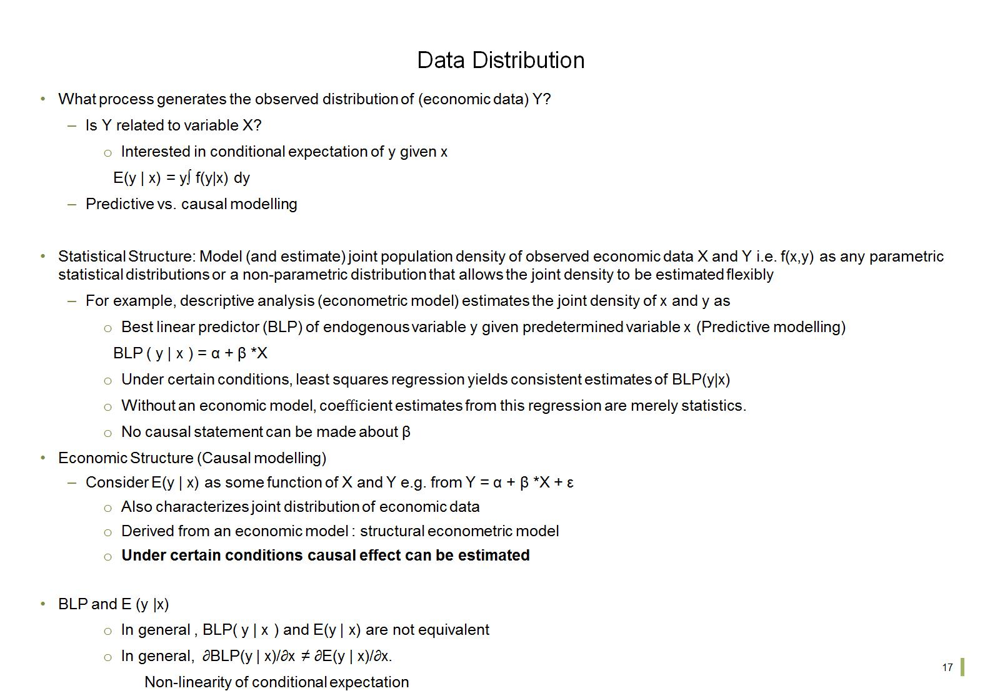 Data Distribution
• What process generates the observed distribution of (economic data) Y?
– Is Y related to variable X?
o Interested in conditional expectation of y given x
E(y | x) = y∫ f(y|x) dy
– Predictive vs. causal modelling
• Statistical Structure: Model (and estimate) joint population density of observed economic data X and Y i.e. f(x,y) as any parametric
statistical distributions or a non-parametric distribution that allows the joint density to be estimated flexibly
– For example, descriptive analysis (econometric model) estimates the joint density of x and y as
o Best linear predictor (BLP) of endogenous variable y given predetermined variable x (Predictive modelling)
BLP ( y | x ) = α + β *X
o Under certain conditions, least squares regression yields consistent estimates of BLP(y|x)
o Without an economic model, coefficient estimates from this regression are merely statistics.
o No causal statement can be made about β
• Economic Structure (Causal modelling)
– Consider E(y | x) as some function of X and Y e.g. from Y = α + β *X + ε
o Also characterizes joint distribution of economic data
o Derived from an economic model : structural econometric model
o Under certain conditions causal effect can be estimated
• BLP and E (y |x)
o In general , BLP( y | x ) and E(y | x) are not equivalent
o In general, ∂BLP(y | x)/∂x ≠ ∂E(y | x)/∂x.
Non-linearity of conditional expectation
17